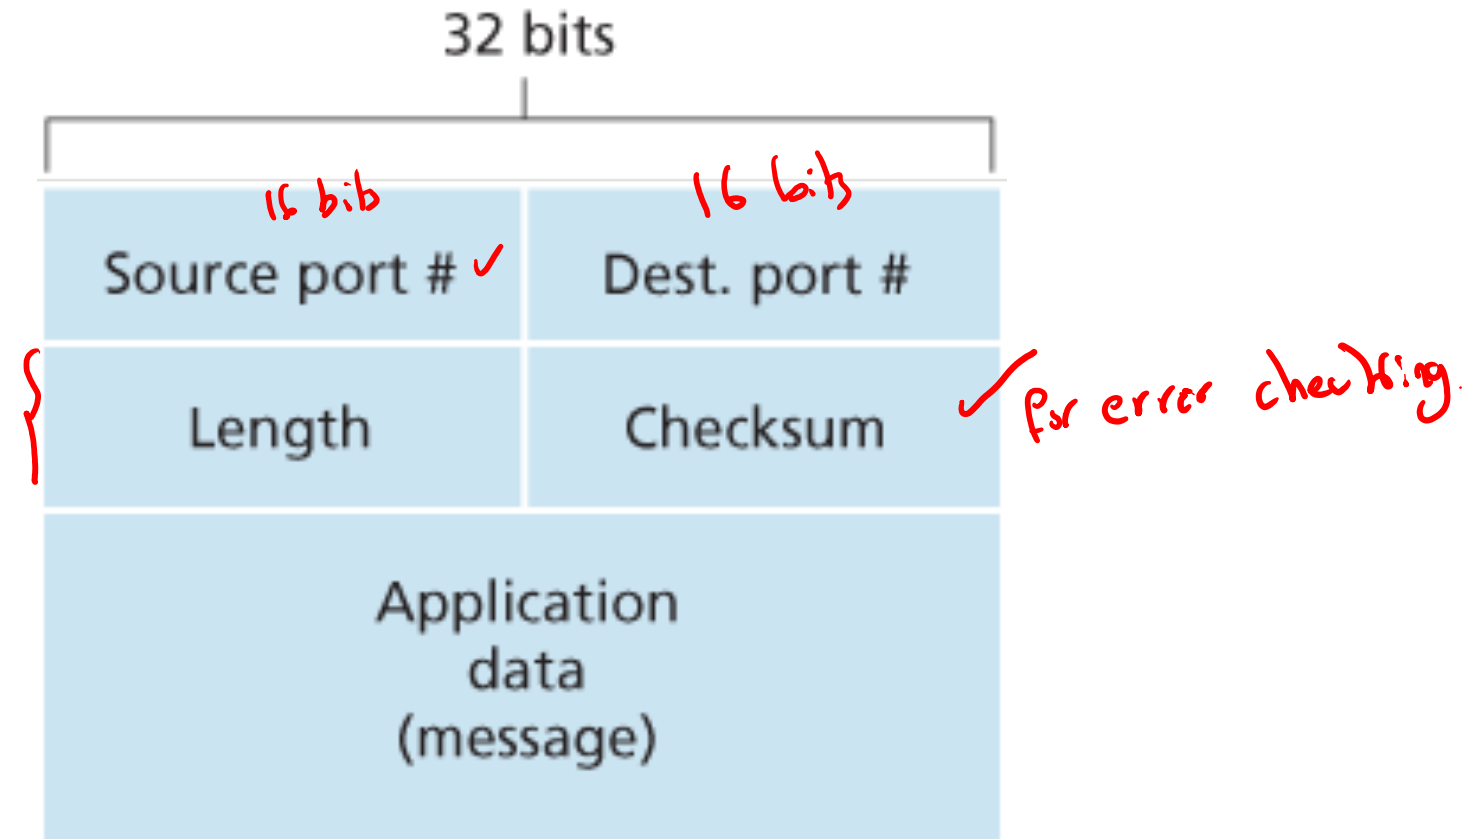 32 bits
16 bits
16 bits
Source port #
Dest. port #
Length
Checksum
for error checking.
Application
data
(message)